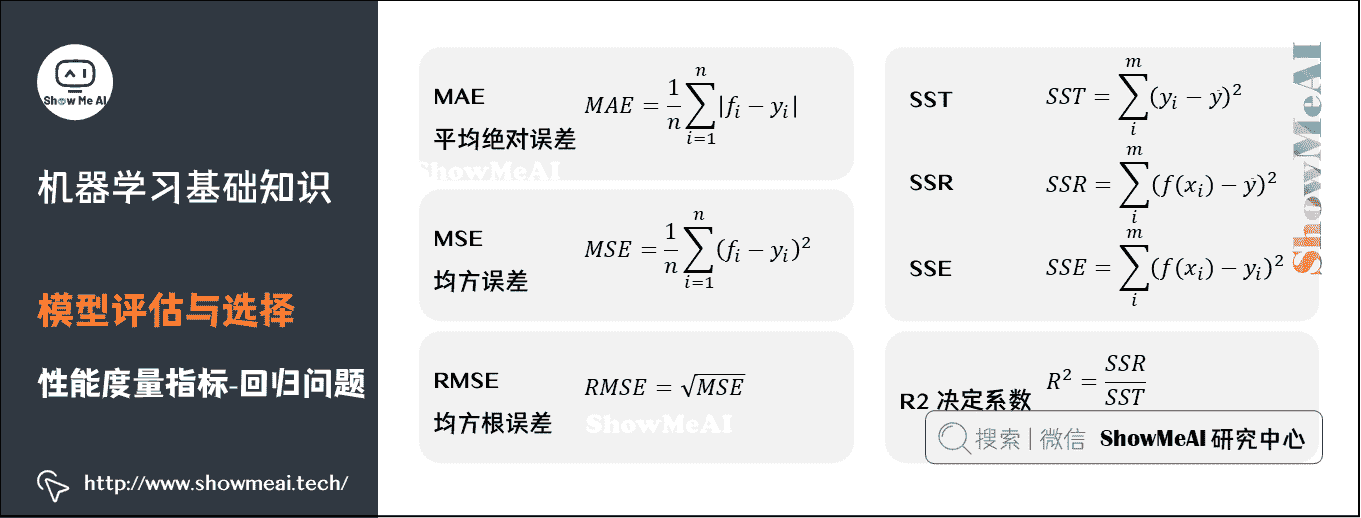 Show Me AI
机器学习基础知识
模型评估与选择
性能度量指标-回归问题
http://www.showmeai.tech/
MAE
平均绝对误差
MAE = \frac{1}{n}\sum_{i=1}^{n}|f_i - y_i|
ShowMeAI
MSE
均方误差
MSE = \frac{1}{n}\sum_{i=1}^{n}(f_i - y_i)^2
RMSE
均方根误差
RMSE = \sqrt{MSE}
ShowMeAI
SST
SST = \sum_{i}^{m}(y_i - \bar{y})^2
SSR
SSR = \sum_{i}^{m}(f(x_i) - \bar{y})^2
SSE
SSE = \sum_{i}^{m}(f(x_i) - y_i)^2
ShowMeAI
R2 决定系数
R^2 = \frac{SSR}{SST}
搜索 | 微信 ShowMeAI 研究中心